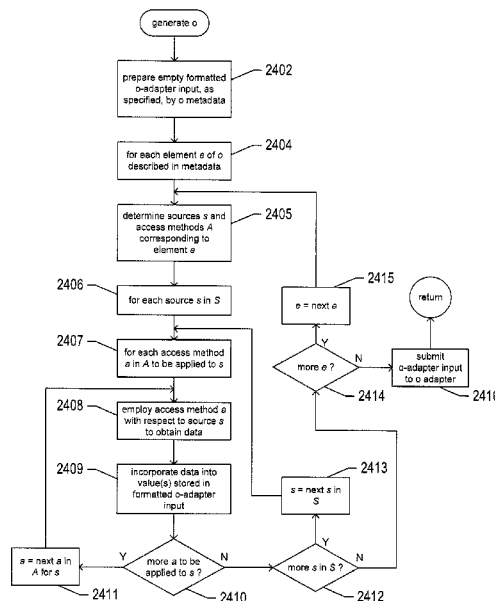 generate o
prepare empty formatted
o-adapter input, as
specified, by o metadata
2402
for each element e of o
described in metadata
2404
determine sources s and
access methods A
corresponding to
element e
2405
2406
for each source s in S
2407
for each access method
a in A to be applied to s
2408
employ access method a
with respect to source s
to obtain data
2409
incorporate data into
value(s) stored in
formatted o-adapter
input
more a to be
applied to s ?
2410
Y
N
a = next a in
A for s
2411
more s in S ?
2412
Y
N
s = next s in
S
2413
more e ?
2414
Y
N
e = next e
2415
submit
o-adapter input
to o adapter
2416
return